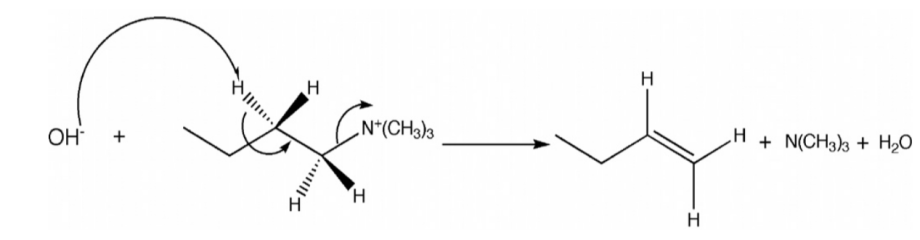 H
H H
OH⁻ + N⁺(CH₃)₃ H + N(CH₃)₃ + H₂O
H H
H